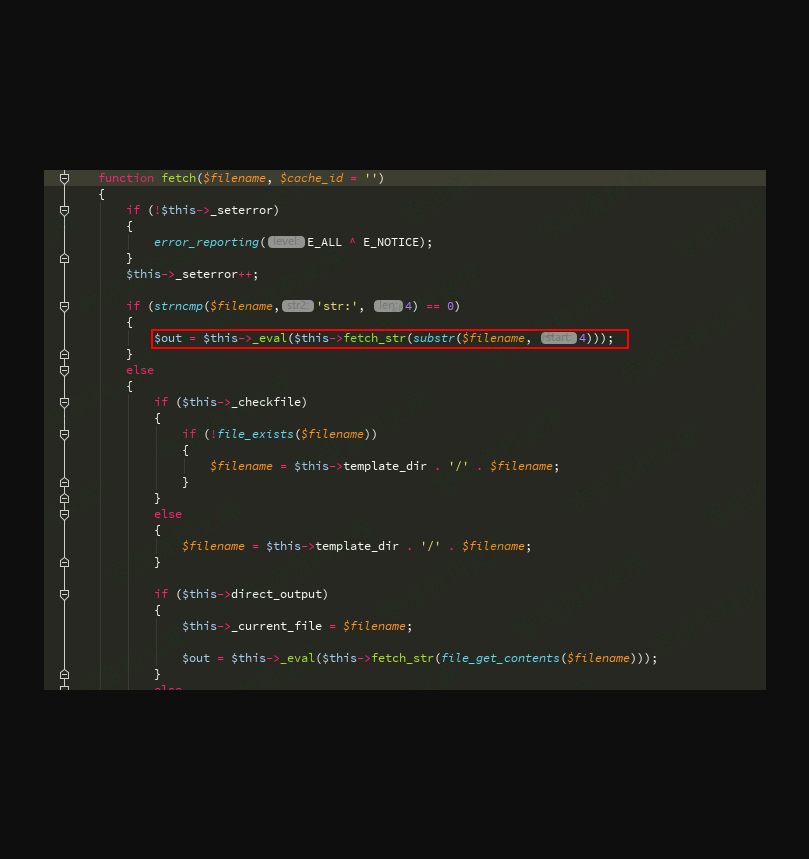 function fetch($filename, $cache_id = '')
{
if (!$this->_seterror)
{
error_reporting( level: E_ALL ^ E_NOTICE);
}
$this->_seterror++;
if (strncmp($filename, str2: 'str:', len: 4) == 0)
{
$out = $this->_eval($this->fetch_str(substr($filename, start: 4)));
}
else
{
if ($this->_checkfile)
{
if (!file_exists($filename))
{
$filename = $this->template_dir . '/' . $filename;
}
}
else
{
$filename = $this->template_dir . '/' . $filename;
}
if ($this->direct_output)
{
$this->_current_file = $filename;
$out = $this->_eval($this->fetch_str(file_get_contents($filename)));
}
else